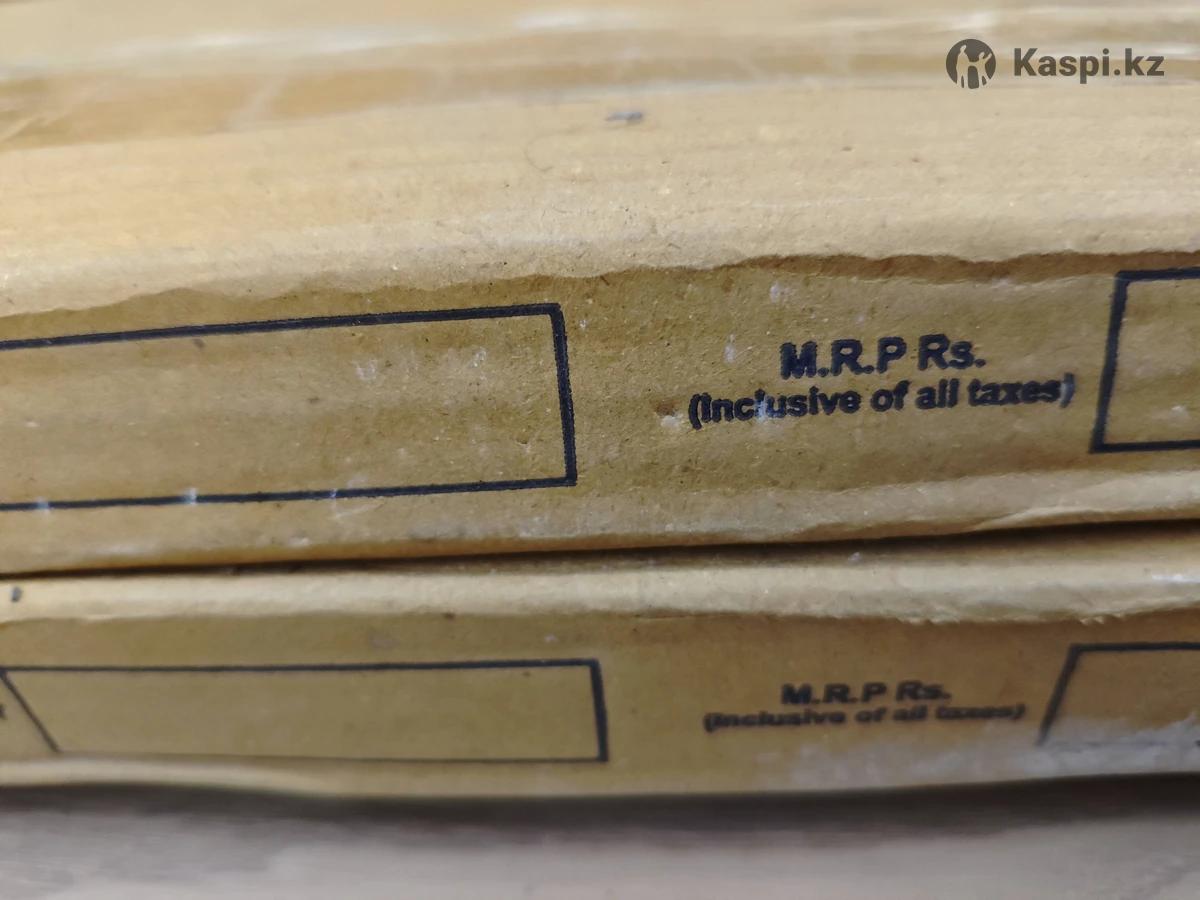 Kaspi.kz
M.R.P Rs.
(Inclusive of all taxes)
M.R.P Rs.
(Inclusive of all taxes)